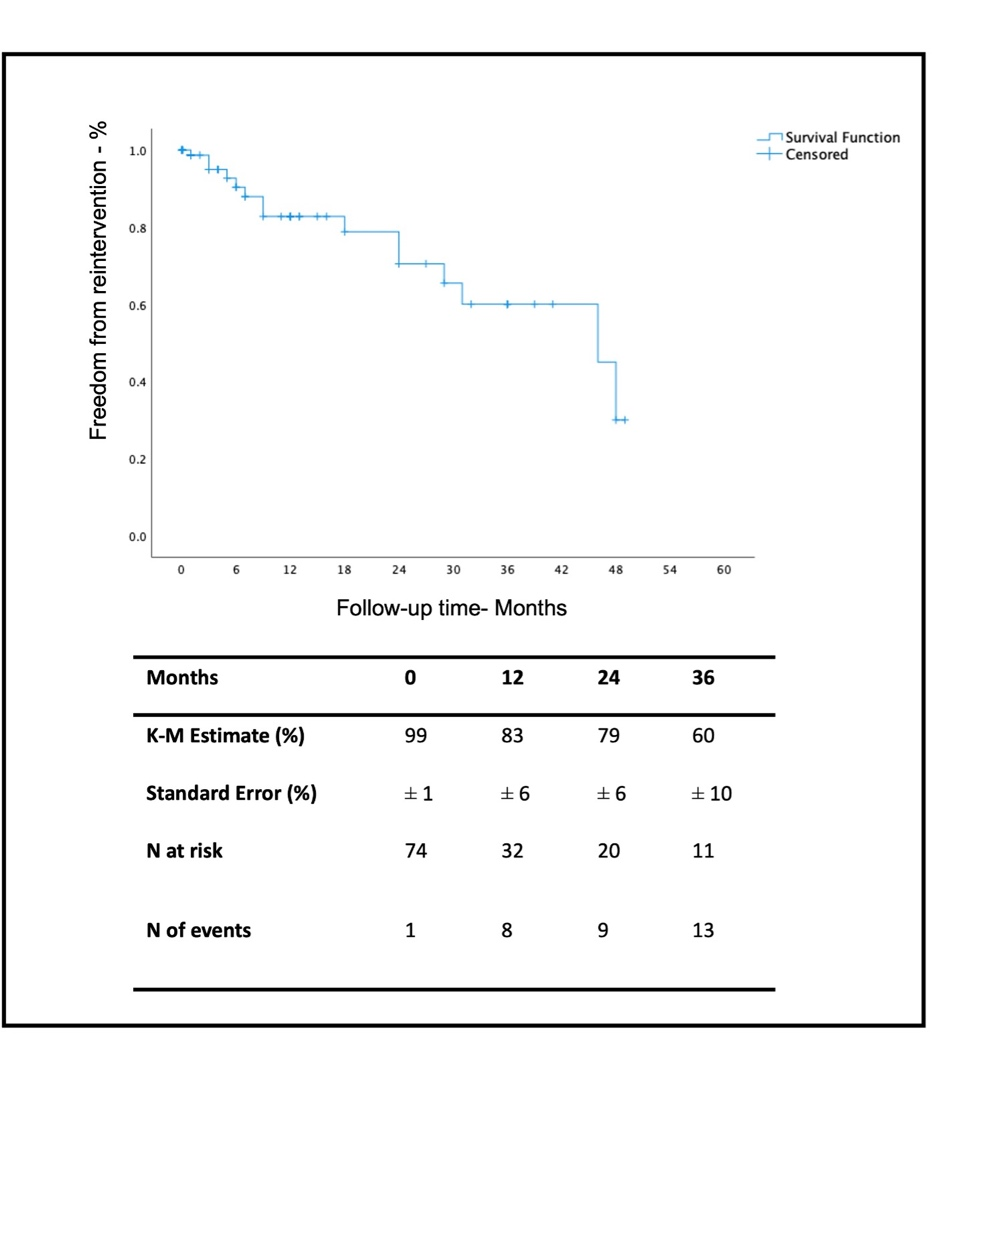 Freedom from reintervention - %
1.0
0.8
0.6
0.4
0.2
0.0
Survival Function
Censored
0 6 12 18 24 30 36 42 48 54 60
Follow-up time- Months
Months 0 12 24 36
K-M Estimate (%) 99 83 79 60
Standard Error (%) ± 1 ± 6 ± 6 ± 10
N at risk 74 32 20 11
N of events 1 8 9 13